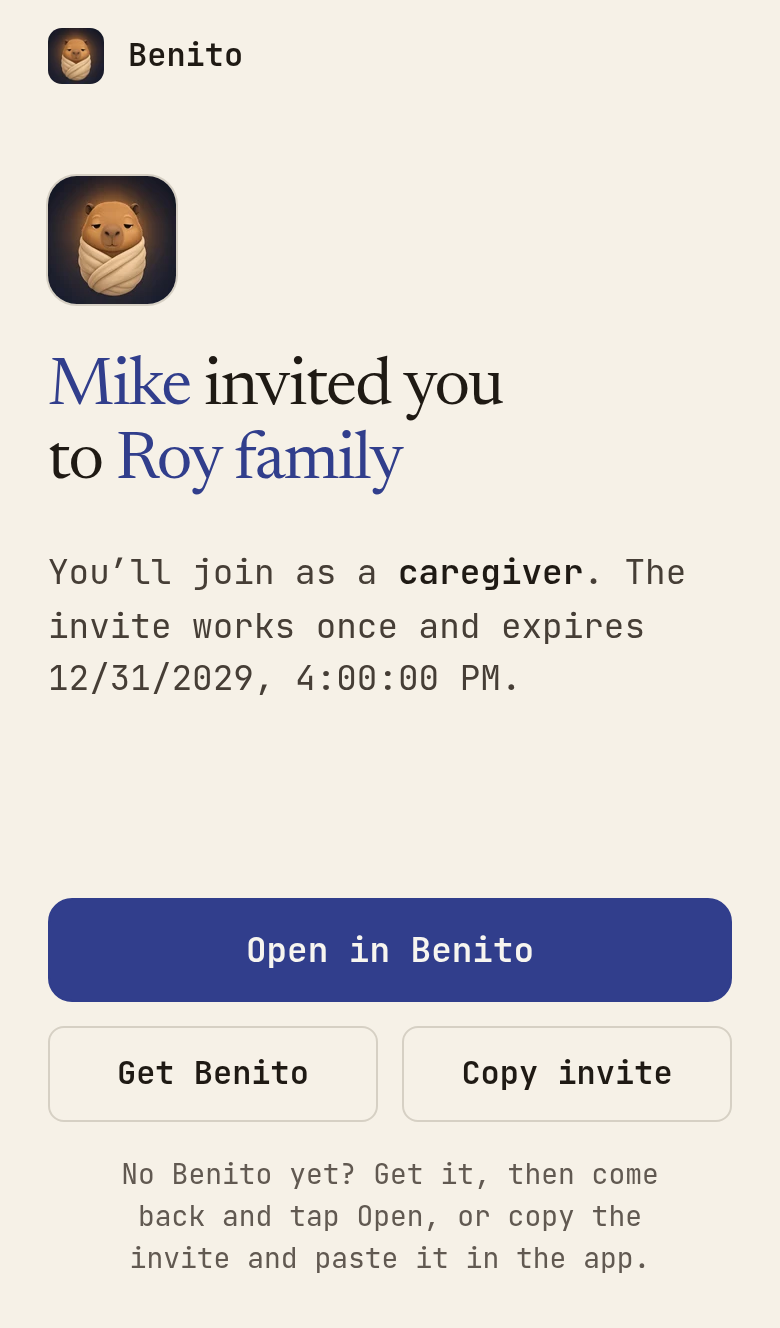 Benito
Mike invited you
to Roy family
You’ll join as a caregiver. The
invite works once and expires
12/31/2029, 4:00:00 PM.
Open in Benito
Get Benito
Copy invite
No Benito yet? Get it, then come
back and tap Open, or copy the
invite and paste it in the app.